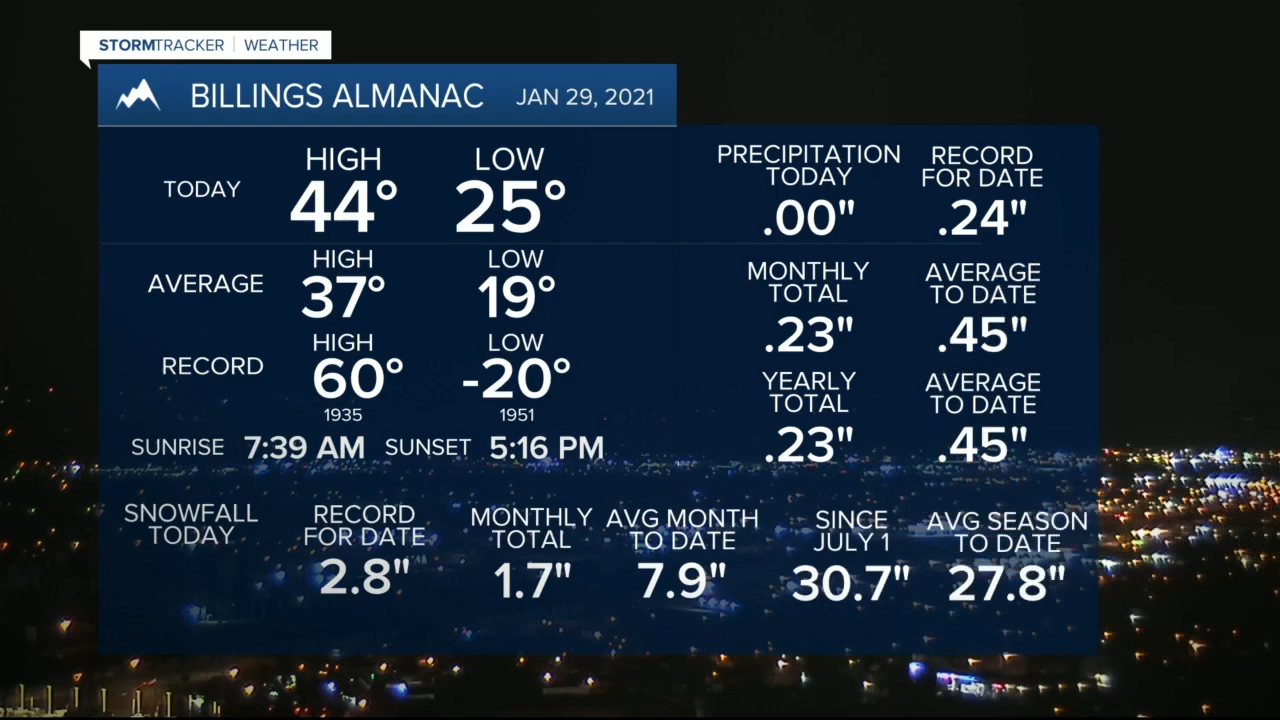 STORMTRACKER | WEATHER
BILLINGS ALMANAC JAN 29, 2021
HIGH LOW
TODAY 44° 25°
HIGH LOW
AVERAGE 37° 19°
HIGH LOW
RECORD 60° -20°
1935 1951
SUNRISE 7:39 AM SUNSET 5:16 PM
PRECIPITATION
TODAY
.00"
RECORD
FOR DATE
.24"
MONTHLY
TOTAL
.23"
AVERAGE
TO DATE
.45"
YEARLY
TOTAL
.23"
AVERAGE
TO DATE
.45"
SNOWFALL
TODAY
RECORD
FOR DATE
2.8"
MONTHLY
TOTAL
1.7"
AVG MONTH
TO DATE
7.9"
SINCE
JULY 1
30.7"
AVG SEASON
TO DATE
27.8"